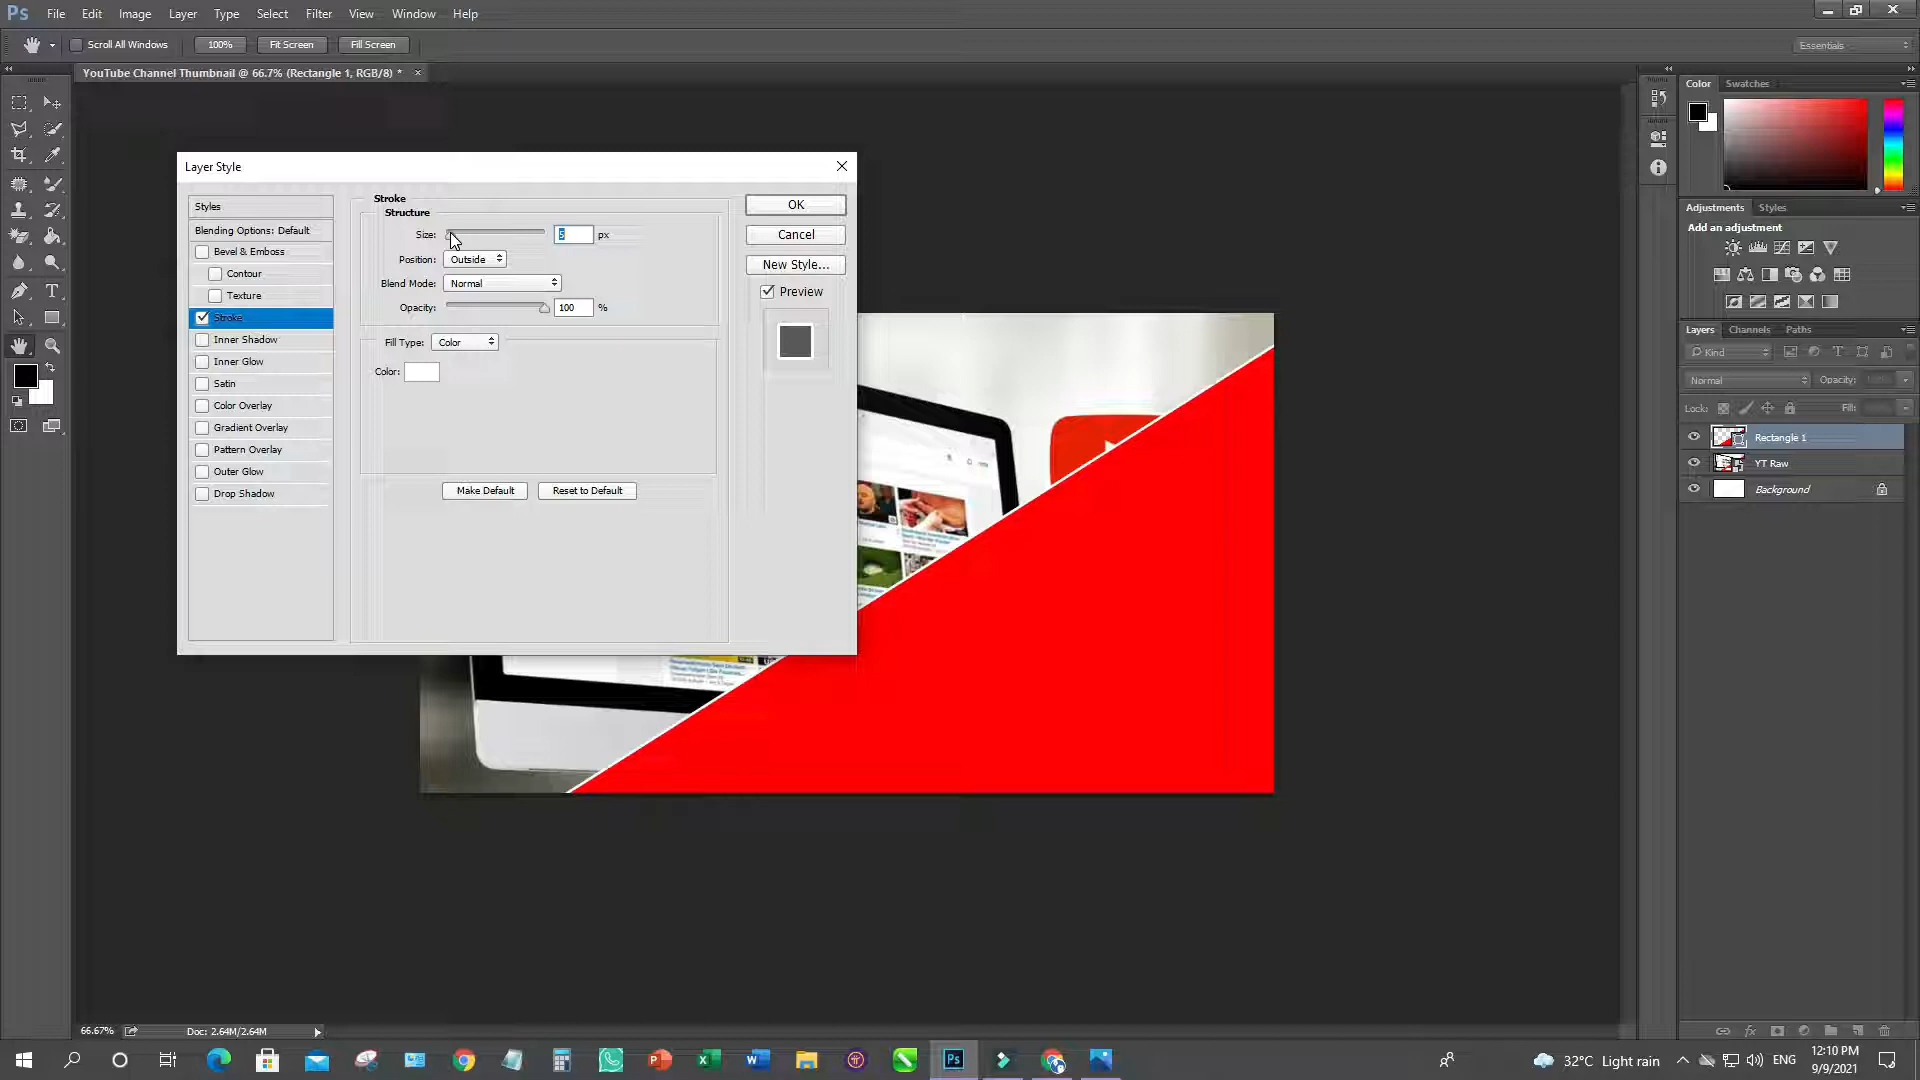 Ps File Edit Image Layer Type Select Filter View Window Help
Scroll All Windows 100% Fit Screen Fill Screen Essentials
YouTube Channel Thumbnail @ 66.7% (Rectangle 1, RGB/8) * ×
Color Swatches
Layer Style
Styles
Blending Options: Default
Bevel & Emboss
Contour
Texture
Stroke
Inner Shadow
Inner Glow
Satin
Color Overlay
Gradient Overlay
Pattern Overlay
Outer Glow
Drop Shadow
Stroke
Structure
Size: 5 px
Position: Outside
Blend Mode: Normal
Opacity: 100 %
Fill Type: Color
Color:
Make Default Reset to Default
OK
Cancel
New Style...
Preview
Adjustments Styles
Add an adjustment
Layers Channels Paths
Kind
Normal Opacity:
Lock: Fill:
Rectangle 1
YT Raw
Background
66.67% Doc: 2.64M/2.64M
32°C Light rain ENG 12:10 PM
9/9/2021